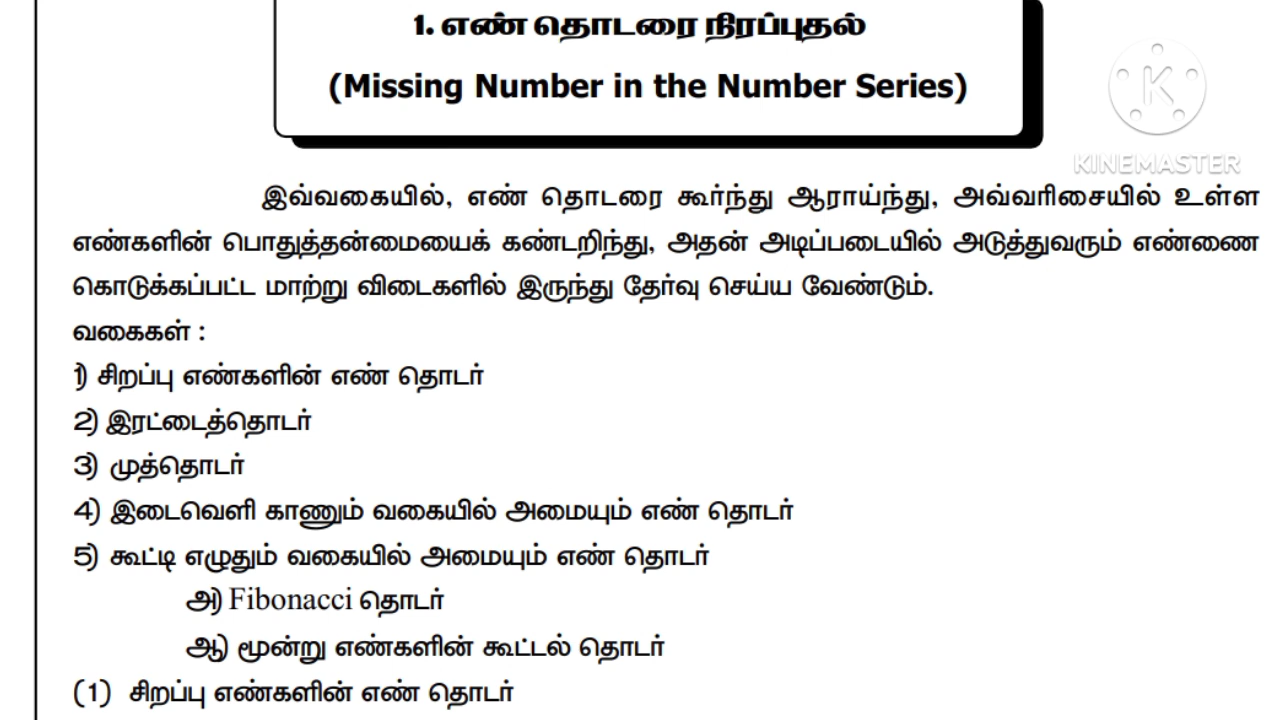 1. எண் தொடரை நிரப்புதல்
(Missing Number in the Number Series)
K
KINEMASTER
இவ்வகையில், எண் தொடரை கூர்ந்து ஆராய்ந்து, அவ்வரிசையில் உள்ள
எண்களின் பொதுத்தன்மையைக் கண்டறிந்து, அதன் அடிப்படையில் அடுத்துவரும் எண்ணை
கொடுக்கப்பட்ட மாற்று விடைகளில் இருந்து தேர்வு செய்ய வேண்டும்.
வகைகள் :
1) சிறப்பு எண்களின் எண் தொடர்
2) இரட்டைத்தொடர்
3) முத்தொடர்
4) இடைவெளி காணும் வகையில் அமையும் எண் தொடர்
5) கூட்டி எழுதும் வகையில் அமையும் எண் தொடர்
அ) Fibonacci தொடர்
ஆ) மூன்று எண்களின் கூட்டல் தொடர்
(1) சிறப்பு எண்களின் எண் தொடர்